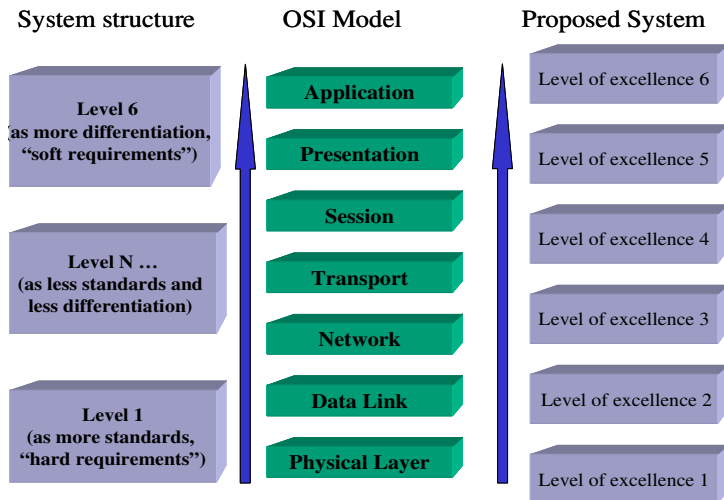 System structure
OSI Model
Proposed System
Level 6
(as more differentiation,
“soft requirements”)
Level N …
(as less standards and
less differentiation)
Level 1
(as more standards,
“hard requirements”)
Application
Presentation
Session
Transport
Network
Data Link
Physical Layer
Level of excellence 6
Level of excellence 5
Level of excellence 4
Level of excellence 3
Level of excellence 2
Level of excellence 1